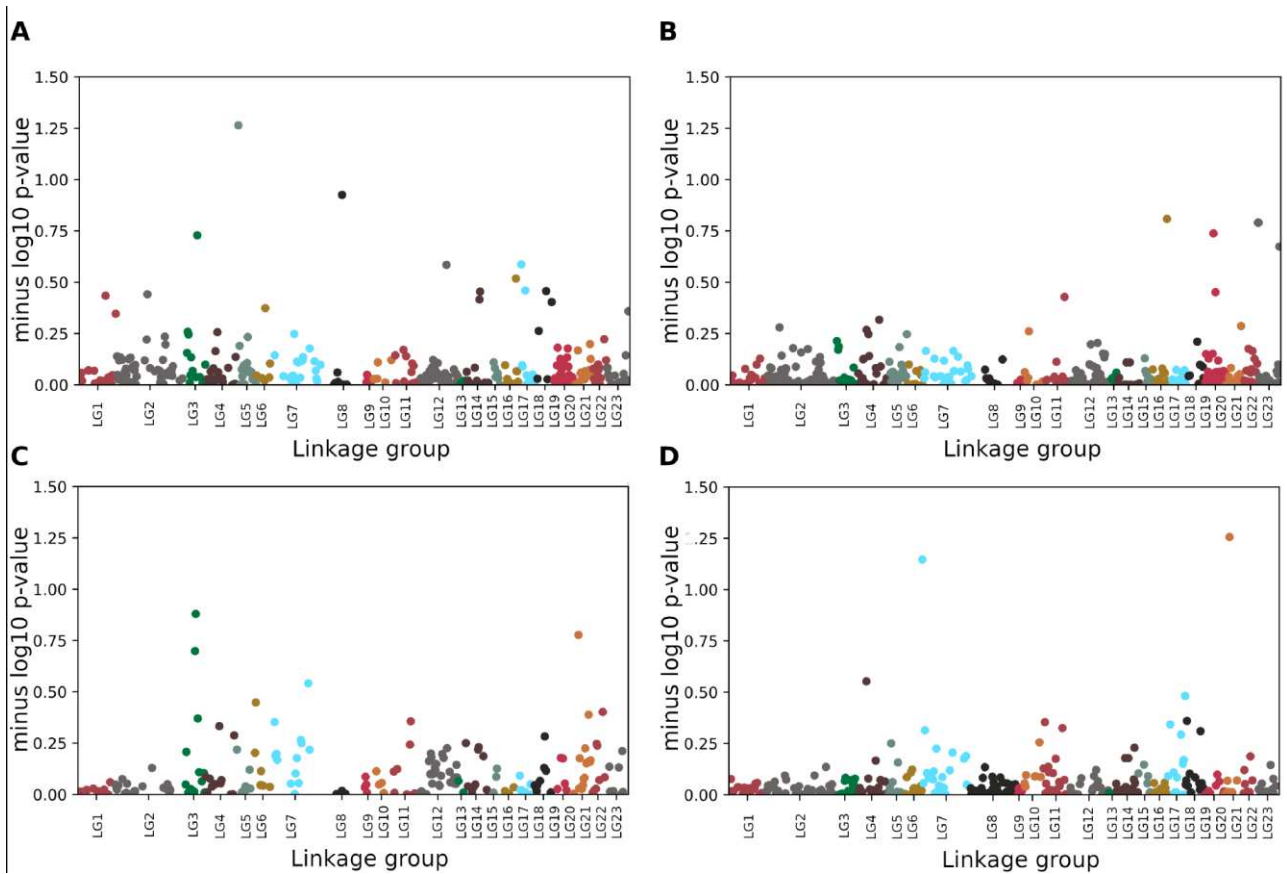 A
minus log10 p-value
1.50
1.25
1.00
0.75
0.50
0.25
0.00
LG1
LG2
LG3
LG4
LG5
LG6
LG7
LG8
LG9
LG10
LG11
LG12
LG13
LG14
LG15
LG16
LG17
LG18
LG19
LG20
LG21
LG22
LG23
Linkage group
B
minus log10 p-value
1.50
1.25
1.00
0.75
0.50
0.25
0.00
LG1
LG2
LG3
LG4
LG5
LG6
LG7
LG8
LG9
LG10
LG11
LG12
LG13
LG14
LG15
LG16
LG17
LG18
LG19
LG20
LG21
LG22
LG23
Linkage group
C
minus log10 p-value
1.50
1.25
1.00
0.75
0.50
0.25
0.00
LG1
LG2
LG3
LG4
LG5
LG6
LG7
LG8
LG9
LG10
LG11
LG12
LG13
LG14
LG15
LG16
LG17
LG18
LG19
LG20
LG21
LG22
LG23
Linkage group
D
minus log10 p-value
1.50
1.25
1.00
0.75
0.50
0.25
0.00
LG1
LG2
LG3
LG4
LG5
LG6
LG7
LG8
LG9
LG10
LG11
LG12
LG13
LG14
LG15
LG16
LG17
LG18
LG19
LG20
LG21
LG22
LG23
Linkage group